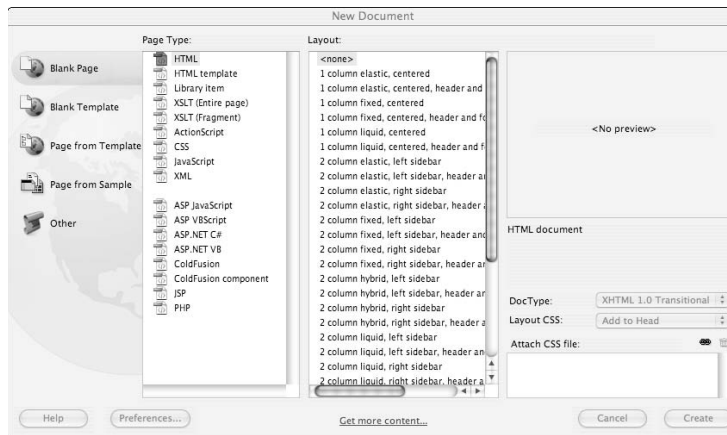 New Document
Blank Page
Blank Template
Page from Template
Page from Sample
Other
Page Type:
HTML
HTML template
Library item
XSLT (Entire page)
XSLT (Fragment)
ActionScript
CSS
JavaScript
XML
ASP JavaScript
ASP VBScript
ASP.NET C#
ASP.NET VB
ColdFusion
ColdFusion component
JSP
PHP
Layout:
<none>
1 column elastic, centered
1 column elastic, centered, header and
1 column fixed, centered
1 column fixed, centered, header and fo
1 column liquid, centered
1 column liquid, centered, header and f
2 column elastic, left sidebar
2 column elastic, left sidebar, header a
2 column elastic, right sidebar
2 column elastic, right sidebar, header
2 column fixed, left sidebar
2 column fixed, left sidebar, header and
2 column fixed, right sidebar
2 column fixed, right sidebar, header a
2 column hybrid, left sidebar
2 column hybrid, left sidebar, header a
2 column hybrid, right sidebar
2 column hybrid, right sidebar, header a
2 column liquid, left sidebar
2 column liquid, left sidebar, header an
2 column liquid, right sidebar
2 column liquid, right sidebar, header a
<No preview>
HTML document
DocType: XHTML 1.0 Transitional
Layout CSS: Add to Head
Attach CSS file:
Help
Preferences...
Get more content...
Cancel
Create